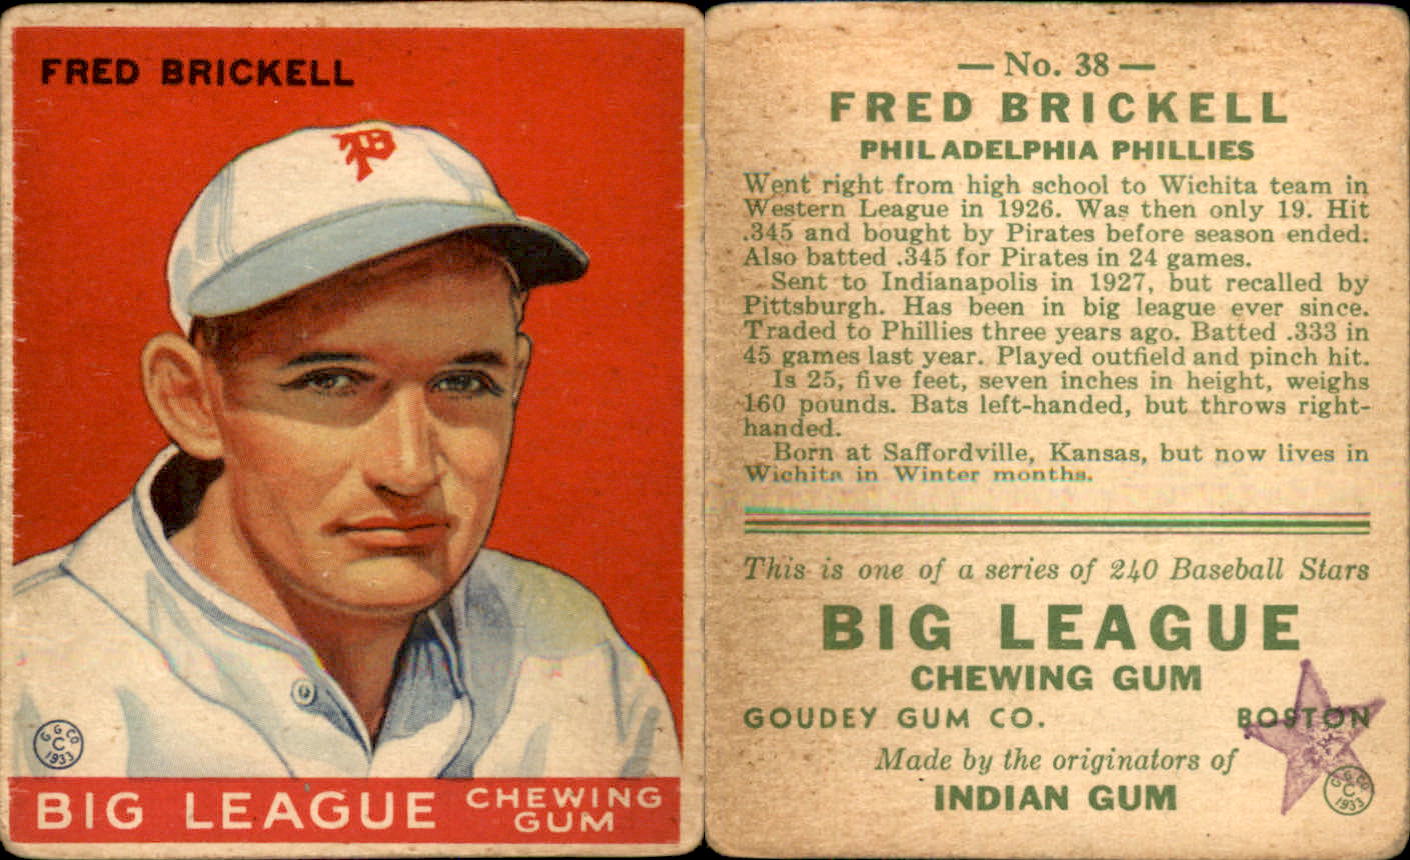 FRED BRICKELL
P
G G CO
C
1933
BIG LEAGUE CHEWING GUM
— No. 38 —
FRED BRICKELL
PHILADELPHIA PHILLIES
Went right from high school to Wichita team in
Western League in 1926. Was then only 19. Hit
.345 and bought by Pirates before season ended.
Also batted .345 for Pirates in 24 games.
Sent to Indianapolis in 1927, but recalled by
Pittsburgh. Has been in big league ever since.
Traded to Phillies three years ago. Batted .333 in
45 games last year. Played outfield and pinch hit.
Is 25, five feet, seven inches in height, weighs
160 pounds. Bats left-handed, but throws right-
handed.
Born at Saffordville, Kansas, but now lives in
Wichita in Winter months.
This is one of a series of 240 Baseball Stars
BIG LEAGUE
CHEWING GUM
GOUDEY GUM CO. BOSTON
Made by the originators of
INDIAN GUM
G G CO
C
1933